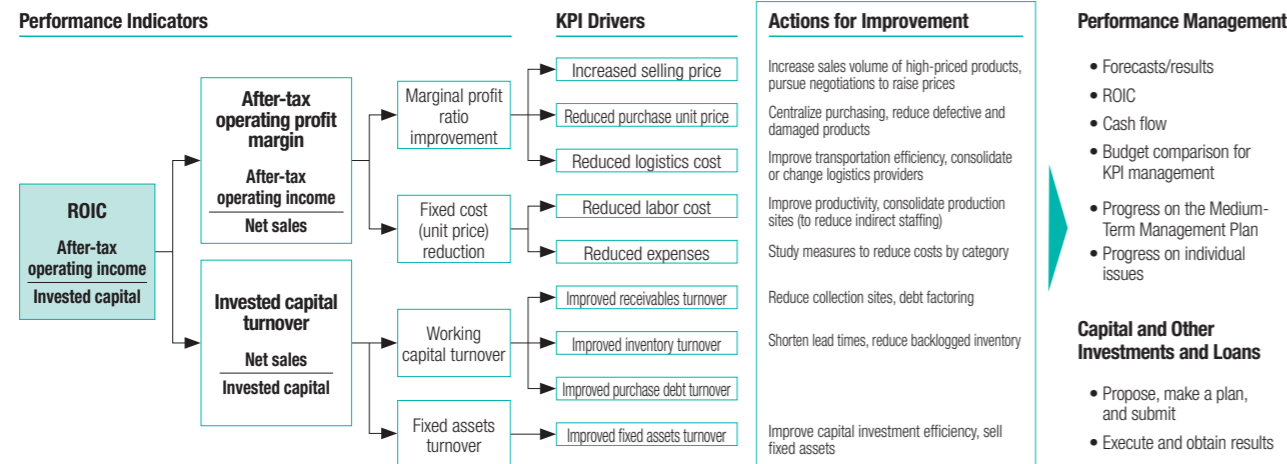 Performance Indicators
KPI Drivers
Actions for Improvement
Performance Management
ROIC
After-tax
operating income
Invested capital
After-tax
operating profit
margin
After-tax
operating income
Net sales
Invested capital
turnover
Net sales
Invested capital
Marginal profit
ratio
improvement
Fixed cost
(unit price)
reduction
Working
capital turnover
Fixed assets
turnover
Increased selling price
Reduced purchase unit price
Reduced logistics cost
Reduced labor cost
Reduced expenses
Improved receivables turnover
Improved inventory turnover
Improved purchase debt turnover
Improved fixed assets turnover
Increase sales volume of high-priced products,
pursue negotiations to raise prices
Centralize purchasing, reduce defective and
damaged products
Improve transportation efficiency, consolidate
or change logistics providers
Improve productivity, consolidate production
sites (to reduce indirect staffing)
Study measures to reduce costs by category
Reduce collection sites, debt factoring
Shorten lead times, reduce backlogged inventory
Improve capital investment efficiency, sell
fixed assets
• Forecasts/results
• ROIC
• Cash flow
• Budget comparison for
KPI management
• Progress on the Medium-
Term Management Plan
• Progress on individual
issues
Capital and Other
Investments and Loans
• Propose, make a plan,
and submit
• Execute and obtain results